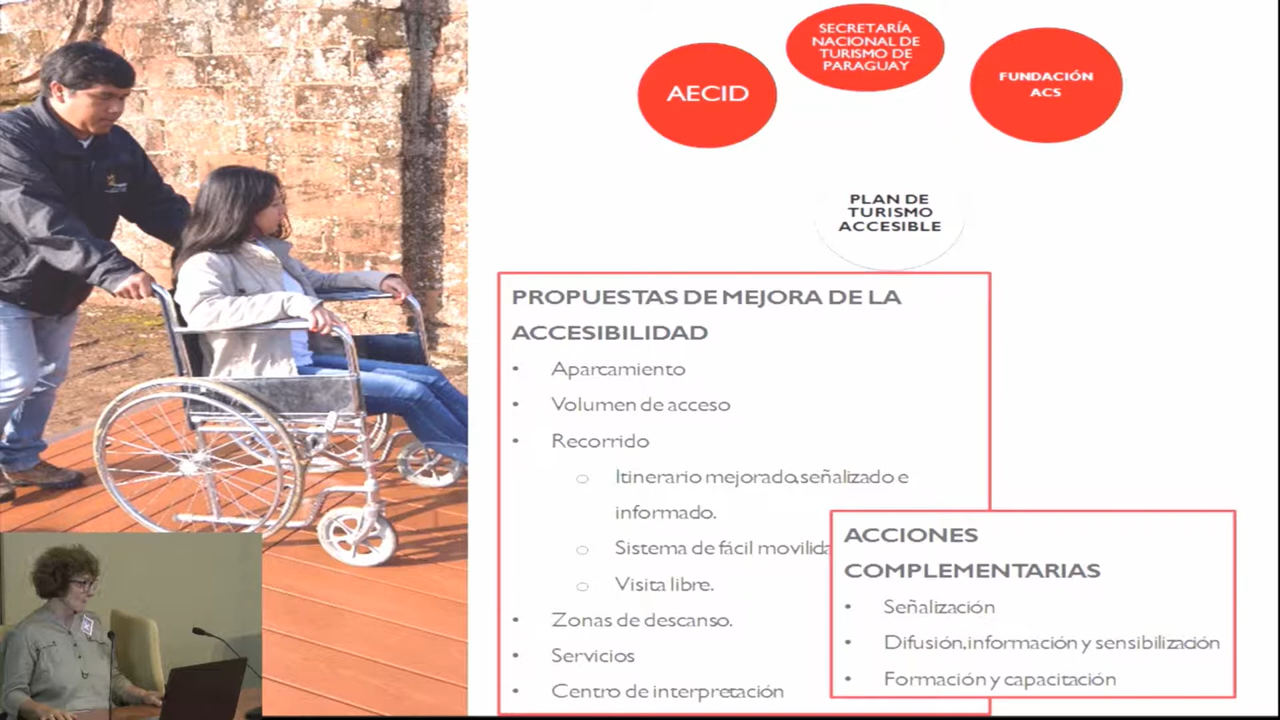 SECRETARÍA
NACIONAL DE
TURISMO DE
PARAGUAY
AECID
FUNDACIÓN
ACS
PLAN DE
TURISMO
ACCESIBLE
PROPUESTAS DE MEJORA DE LA
ACCESIBILIDAD
• Aparcamiento
• Volumen de acceso
• Recorrido
○ Itinerario mejorado,señalizado e
informado.
○ Sistema de fácil movilida
○ Visita libre.
• Zonas de descanso.
• Servicios
• Centro de interpretación
ACCIONES
COMPLEMENTARIAS
• Señalización
• Difusión,información y sensibilización
• Formación y capacitación